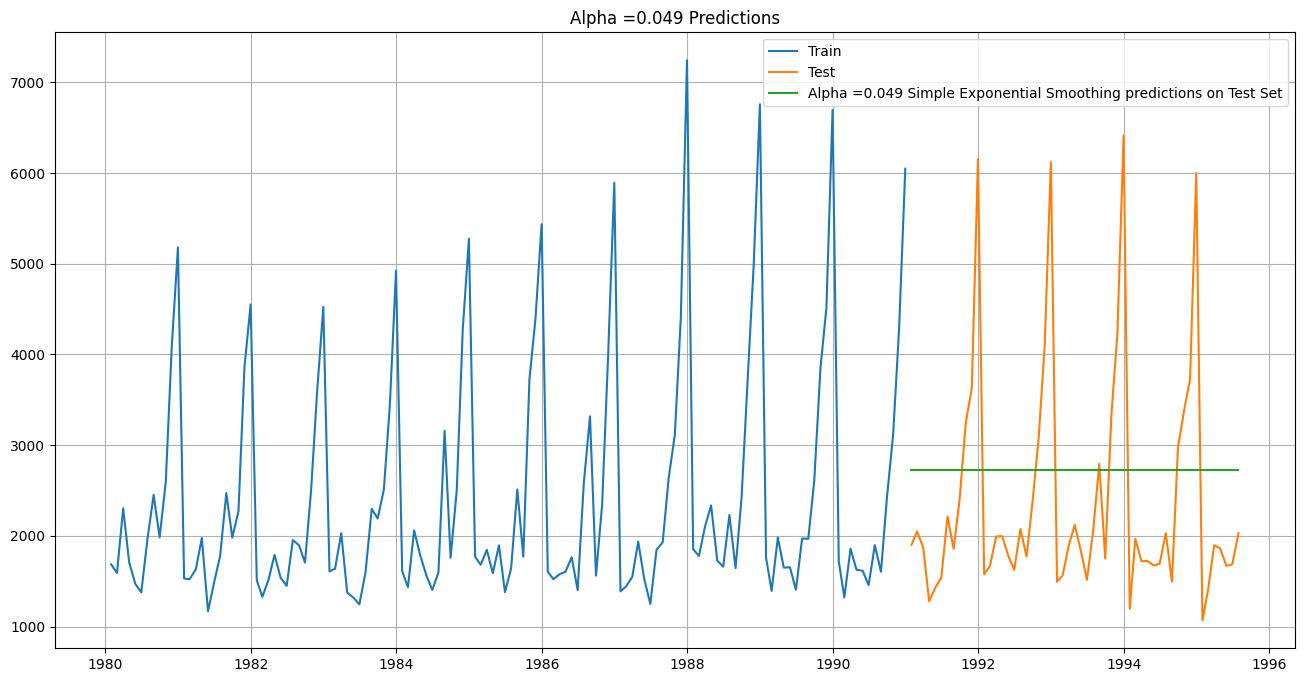 Alpha =0.049 Predictions
Train
Test
Alpha =0.049 Simple Exponential Smoothing predictions on Test Set
7000
6000
5000
4000
3000
2000
1000
1980 1982 1984 1986 1988 1990 1992 1994 1996